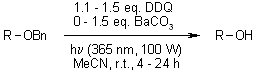 1.1 - 1.5 eq. DDQ
0 - 1.5 eq. BaCO₃
R-OBn R-OH
hν (365 nm, 100 W)
MeCN, r.t., 4 - 24 h